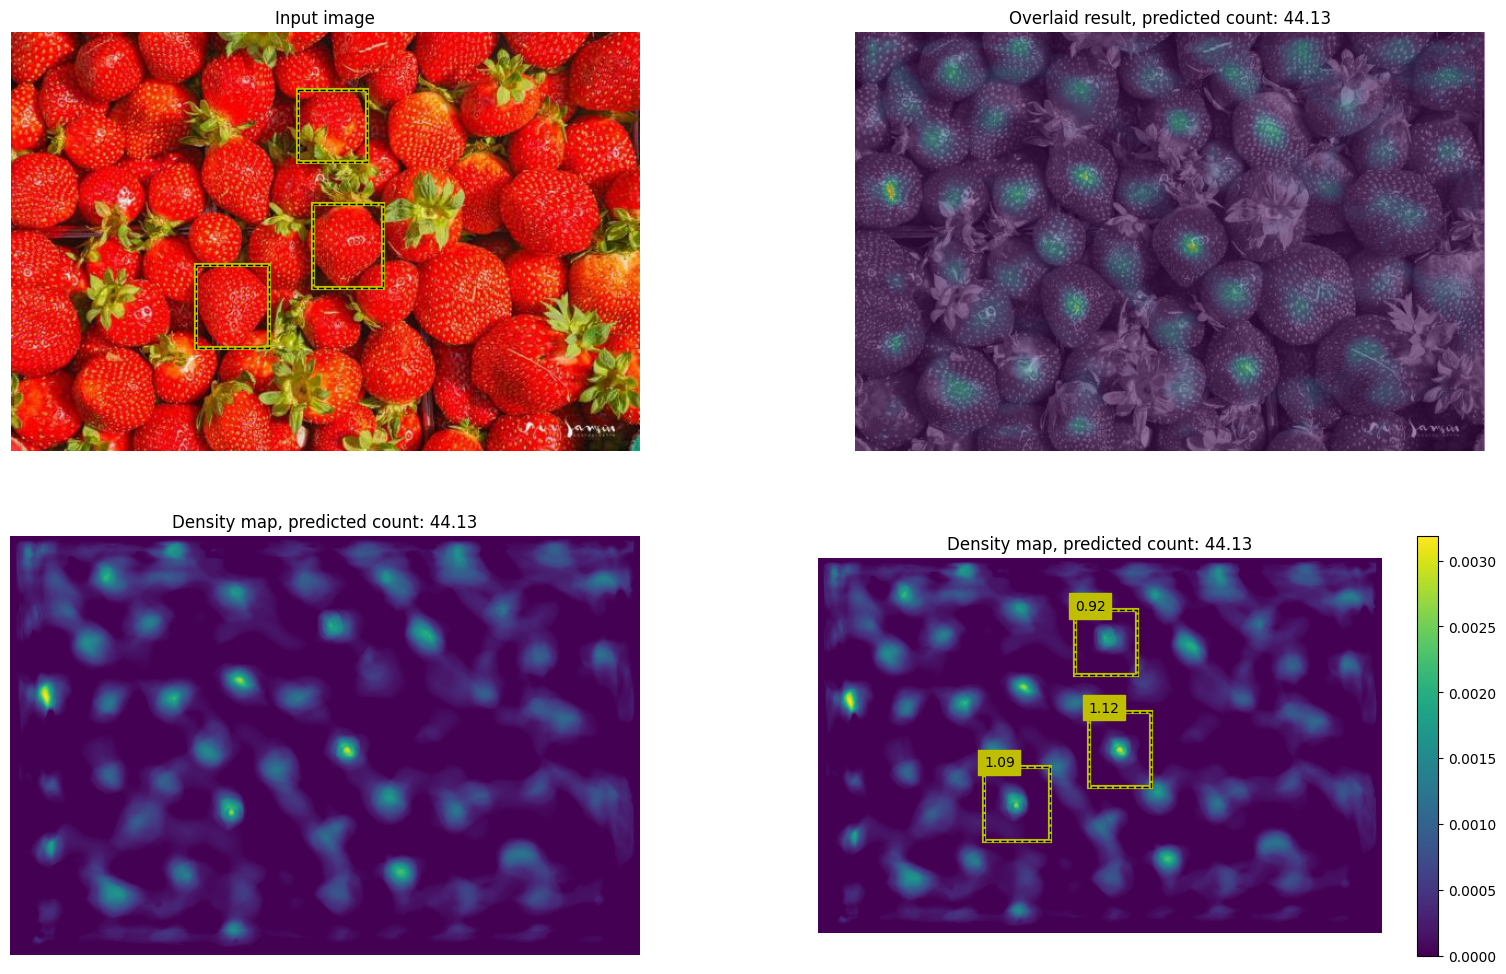 Input image
Overlaid result, predicted count: 44.13
Density map, predicted count: 44.13
Density map, predicted count: 44.13
0.92
1.12
1.09
0.0030
0.0025
0.0020
0.0015
0.0010
0.0005
0.0000